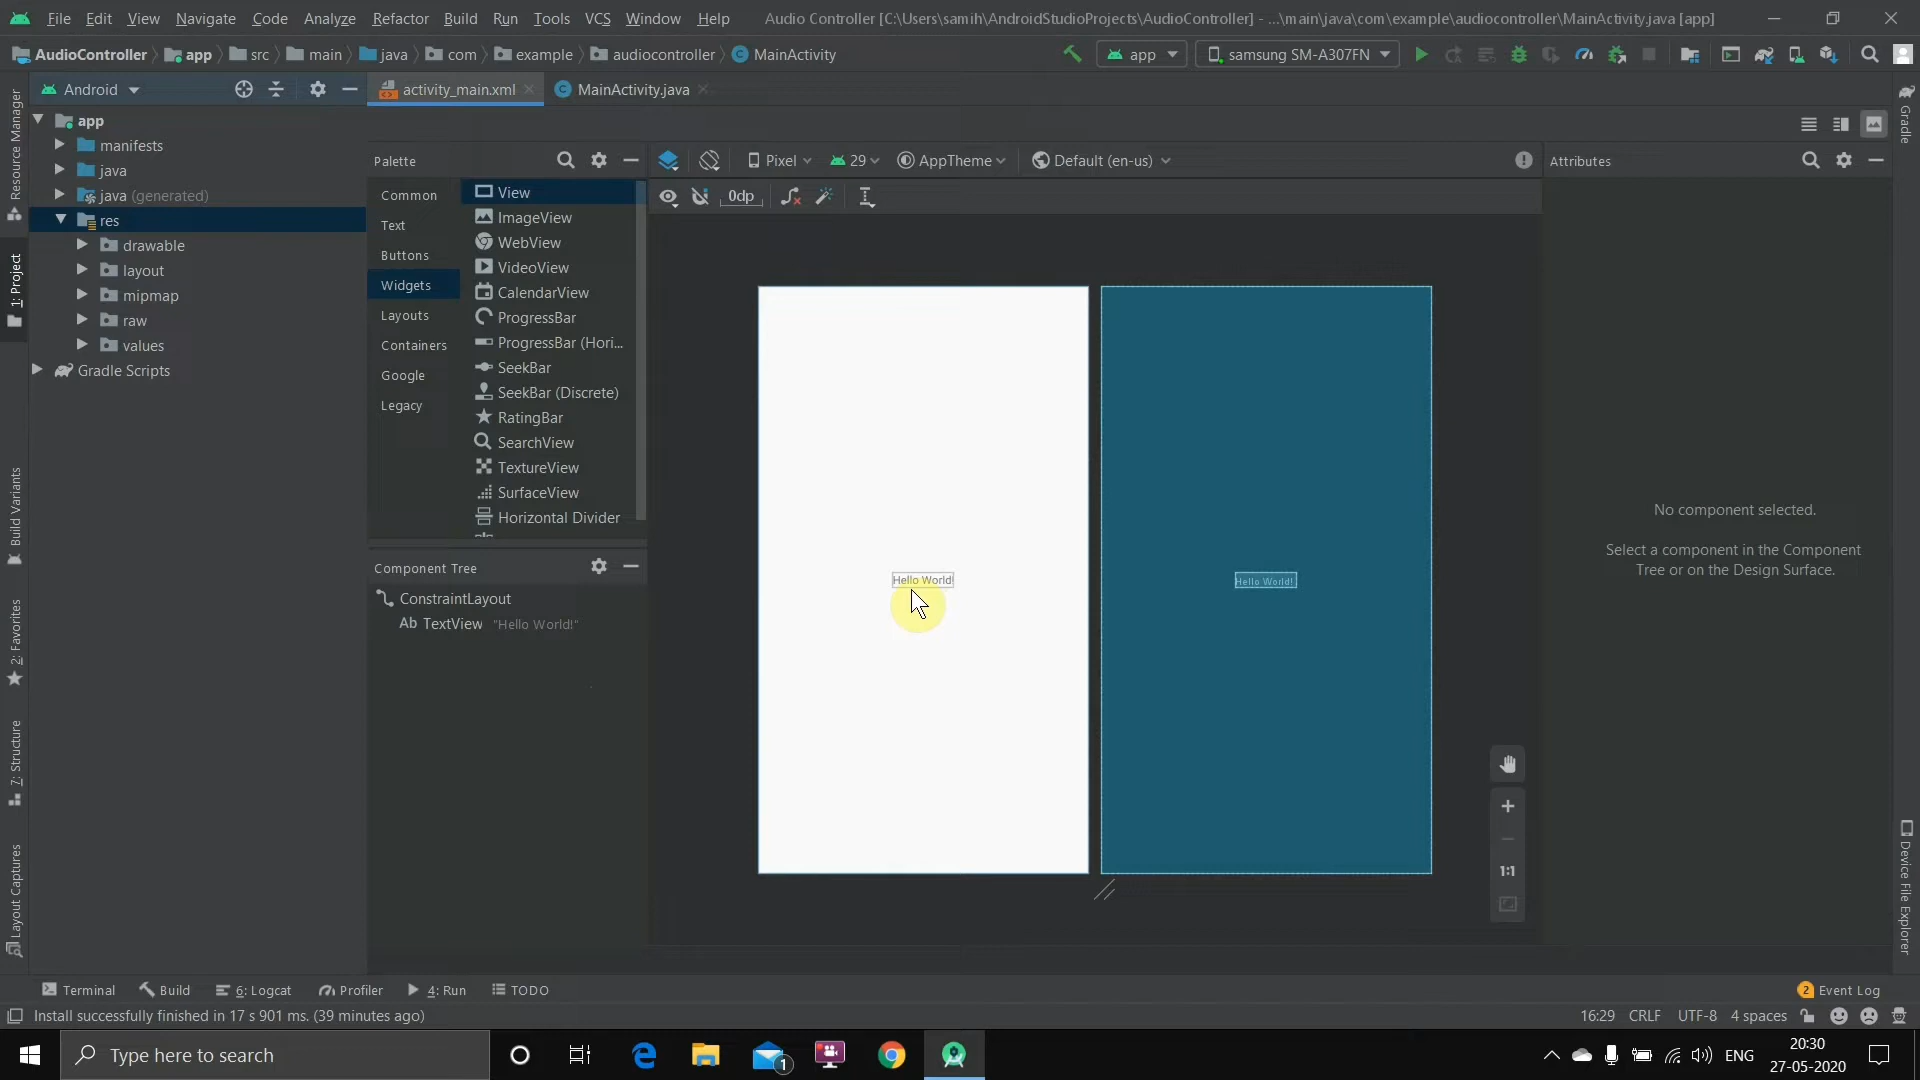 File Edit View Navigate Code Analyze Refactor Build Run Tools VCS Window Help Audio Controller [C:\Users\samih\AndroidStudioProjects\AudioController] - ...\main\java\com\example\audiocontroller\MainActivity.java [app]
AudioController app src main java com example audiocontroller MainActivity app samsung SM-A307FN
Android activity_main.xml MainActivity.java
Resource Manager
1: Project
Build Variants
2: Favorites
7: Structure
Layout Captures
app
manifests
java
java (generated)
res
drawable
layout
mipmap
raw
values
Gradle Scripts
Palette
Common
Text
Buttons
Widgets
Layouts
Containers
Google
Legacy
View
ImageView
WebView
VideoView
CalendarView
ProgressBar
ProgressBar (Hori...
SeekBar
SeekBar (Discrete)
RatingBar
SearchView
TextureView
SurfaceView
Horizontal Divider
Component Tree
ConstraintLayout
Ab TextView "Hello World!"
Pixel 29 AppTheme Default (en-us)
0dp
Hello World!
Hello World!
1:1
Attributes
No component selected.
Select a component in the Component
Tree or on the Design Surface.
Gradle
Device File Explorer
Terminal Build 6: Logcat Profiler 4: Run TODO 2 Event Log
Install successfully finished in 17 s 901 ms. (39 minutes ago) 16:29 CRLF UTF-8 4 spaces
Type here to search 1 ENG 20:30
27-05-2020